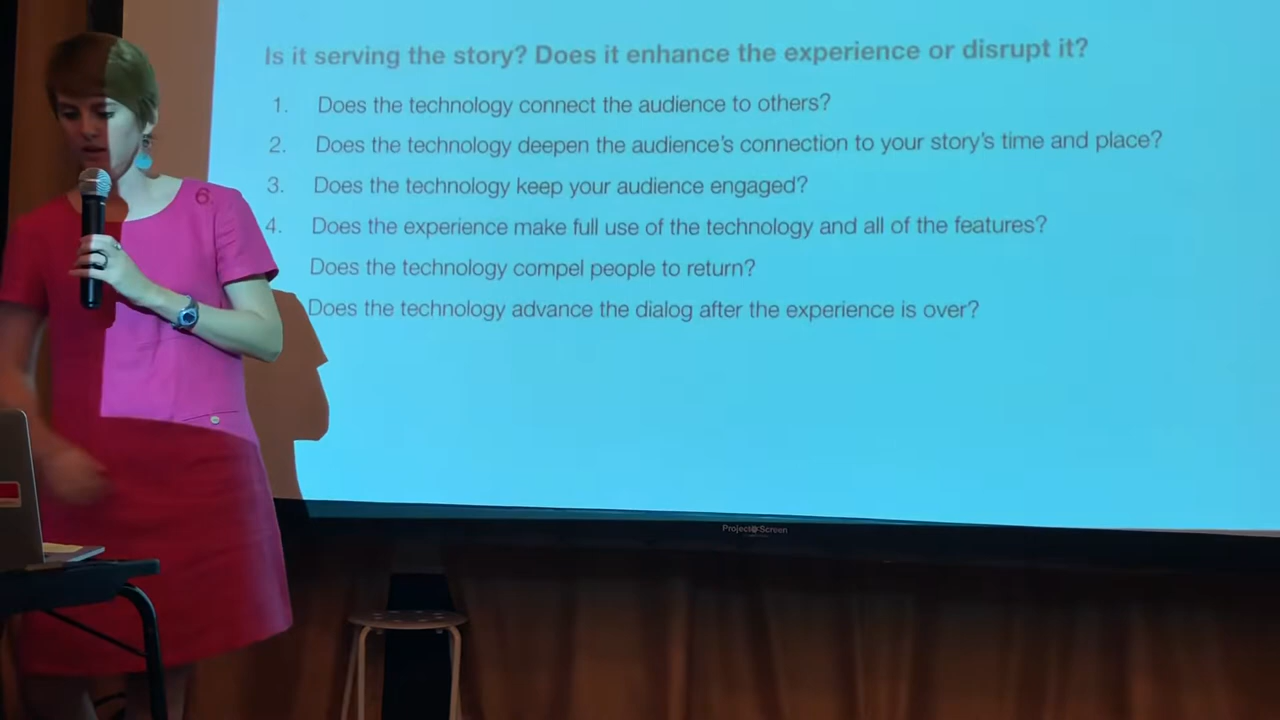 Is it serving the story? Does it enhance the experience or disrupt it?
1. Does the technology connect the audience to others?
2. Does the technology deepen the audience's connection to your story's time and place?
3. Does the technology keep your audience engaged?
4. Does the experience make full use of the technology and all of the features?
Does the technology compel people to return?
6. Does the technology advance the dialog after the experience is over?
Project Screen